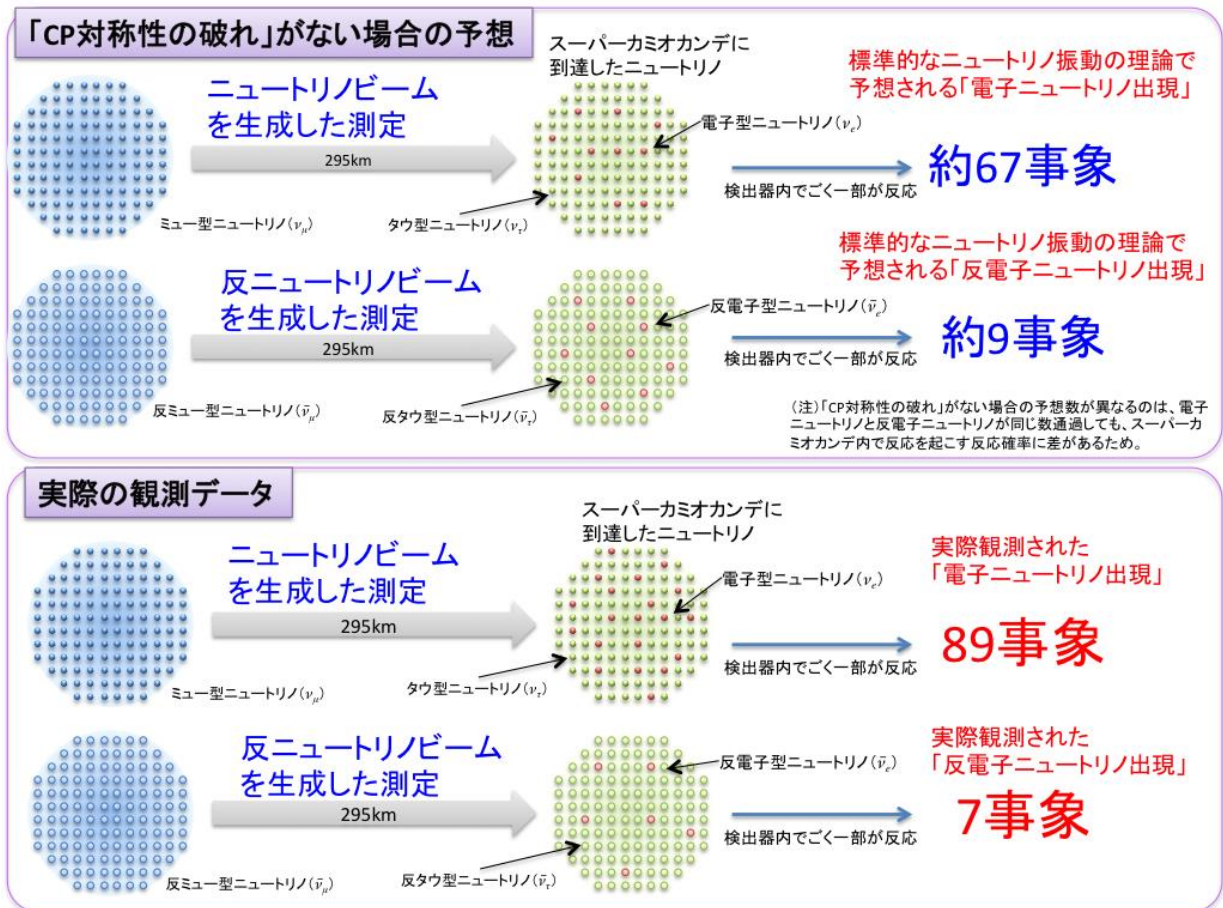 「CP対称性の破れ」がない場合の予想
スーパーカミオカンデに
到達したニュートリノ
標準的なニュートリノ振動の理論で
予想される「電子ニュートリノ出現」
ニュートリノビーム
を生成した測定
295km
電子型ニュートリノ(νe)
約67事象
検出器内でごく一部が反応
ミュー型ニュートリノ(νμ)
タウ型ニュートリノ(ντ)
標準的なニュートリノ振動の理論で
予想される「反電子ニュートリノ出現」
反ニュートリノビーム
を生成した測定
295km
反電子型ニュートリノ(ν̄e)
約9事象
検出器内でごく一部が反応
反ミュー型ニュートリノ(ν̄μ)
反タウ型ニュートリノ(ν̄τ)
(注)「CP対称性の破れ」がない場合の予想数が異なるのは、電子
ニュートリノと反電子ニュートリノが同じ数通過しても、スーパーカ
ミオカンデ内で反応を起こす反応確率に差があるため。
実際の観測データ
スーパーカミオカンデに
到達したニュートリノ
実際観測された
「電子ニュートリノ出現」
ニュートリノビーム
を生成した測定
295km
電子型ニュートリノ(νe)
89事象
検出器内でごく一部が反応
ミュー型ニュートリノ(νμ)
タウ型ニュートリノ(ντ)
実際観測された
「反電子ニュートリノ出現」
反ニュートリノビーム
を生成した測定
295km
反電子型ニュートリノ(ν̄e)
7事象
検出器内でごく一部が反応
反ミュー型ニュートリノ(ν̄μ)
反タウ型ニュートリノ(ν̄τ)